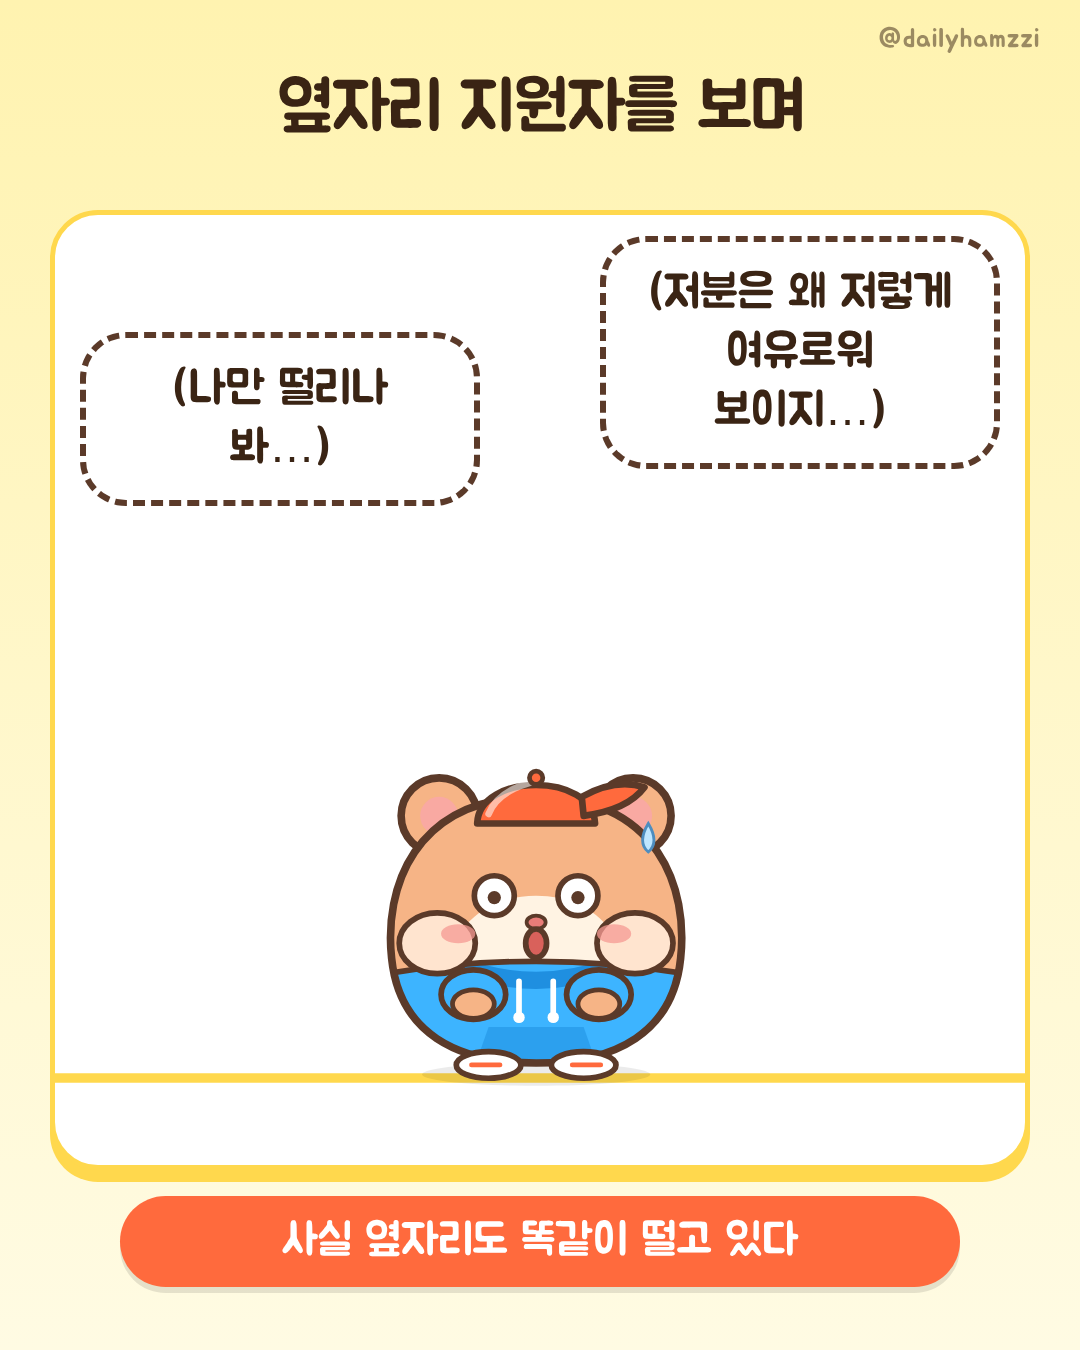 @dailyhamzzi
옆자리 지원자를 보며
(나만 떨리나
봐...)
(저분은 왜 저렇게
여유로워
보이지...)
사실 옆자리도 똑같이 떨고 있다